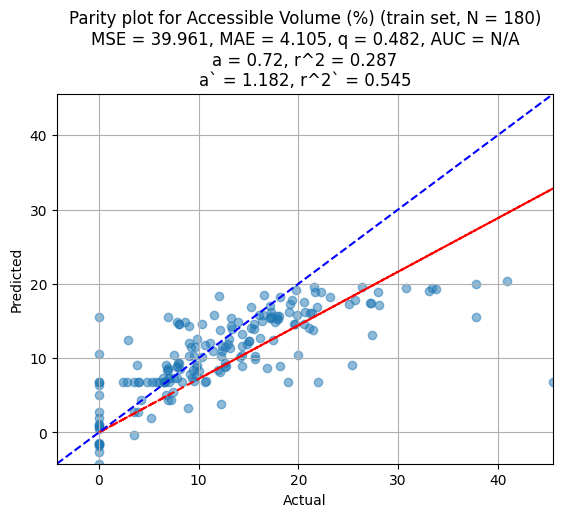 Parity plot for Accessible Volume (%) (train set, N = 180)
MSE = 39.961, MAE = 4.105, q = 0.482, AUC = N/A
a = 0.72, r^2 = 0.287
a` = 1.182, r^2` = 0.545
40
30
20
10
0
Predicted
0 10 20 30 40
Actual